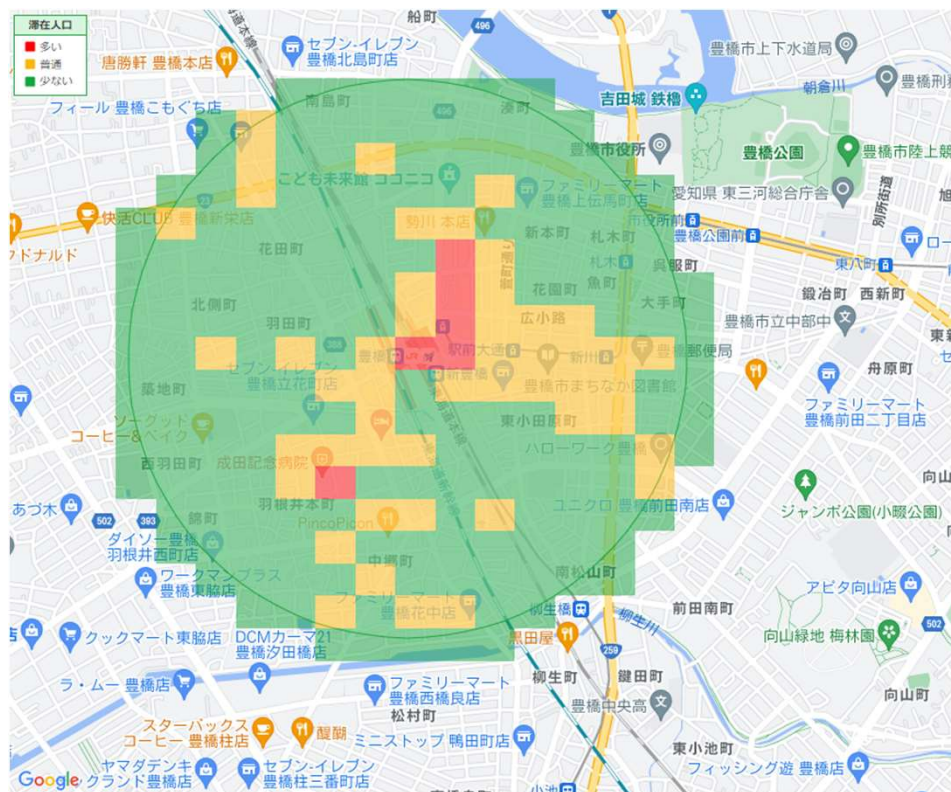 滞在人口
多い
普通
少ない
船町
496
唐勝軒 豊橋本店
セブン-イレブン
豊橋北島町店
豊橋市上下水道局
朝倉川
豊橋刑
フィール 豊橋こもぐち店
南島町
496
湊町
吉田城 鉄櫓
豊橋市役所
豊橋公園
豊橋市陸上競
こども未来館 ココニコ
ファミリーマート
豊橋上伝馬町店
愛知県 東三河総合庁舎
別所街道
旭
23
快活CLUB 豊橋新栄店
勢川 本店
市役所前
豊橋公園前
クドナルド
花田町
新本町
札木町
ロー
呉服町
東八町
札木
魚町
北側町
花園町
大手町
鍛冶町
西新町
羽田町
広小路
豊橋市立中部中
東新
駅前大通
新川
豊橋郵便局
舟原町
セブン-イレブン
豊橋立花町店
新豊橋
豊橋市まちなか図書館
築地町
ファミリーマート
豊橋前田二丁目店
ソーグッド
コーヒー&ベイク
東小田原町
西羽田町
成田記念病院
ハローワーク豊橋
向山
あづ木
羽根井本町
ユニクロ 豊橋前田南店
ジャンボ公園(小畷公園)
502
393
錦町
PincoPicon
ダイソー豊橋
羽根井西町店
中郷町
南松山町
ワークマンプラス
豊橋東脇店
アピタ向山店
ファミリーマート
豊橋花中店
柳生橋
前田南町
柳生川
502
店
クックマート東脇店
DCMカーマ21
豊橋汐田橋店
黒田屋
向山緑地 梅林園
259
ラ・ムー 豊橋店
ファミリーマート
豊橋西橋良店
柳生町
鍵田町
向山町
松村町
豊橋中央高
スターバックス
コーヒー 豊橋柱店
醍醐
ミニストップ 鴨田町店
東小池町
Google
ヤマダデンキ
クランド豊橋店
セブン-イレブン
豊橋柱三番町店
小池
フィッシング遊 豊橋店